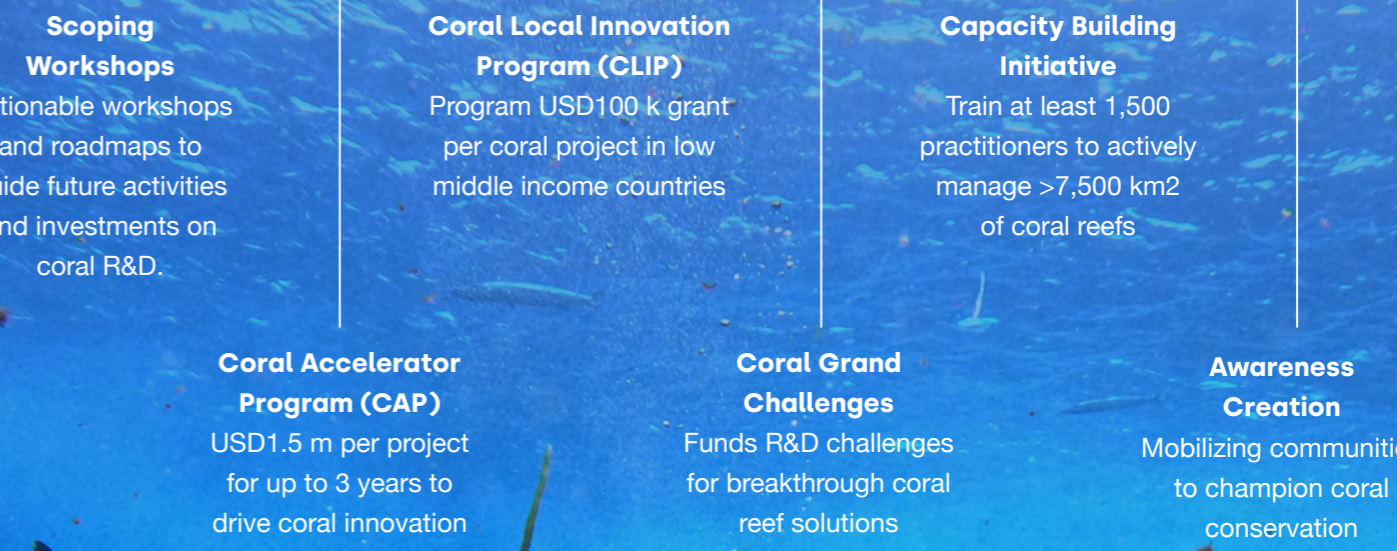 Scoping
Workshops
tionable workshops
and roadmaps to
ide future activities
nd investments on
coral R&D.
Coral Local Innovation
Program (CLIP)
Program USD100 k grant
per coral project in low
middle income countries
Capacity Building
Initiative
Train at least 1,500
practitioners to actively
manage >7,500 km2
of coral reefs
Coral Accelerator
Program (CAP)
USD1.5 m per project
for up to 3 years to
drive coral innovation
Coral Grand
Challenges
Funds R&D challenges
for breakthrough coral
reef solutions
Awareness
Creation
Mobilizing communiti
to champion coral
conservation